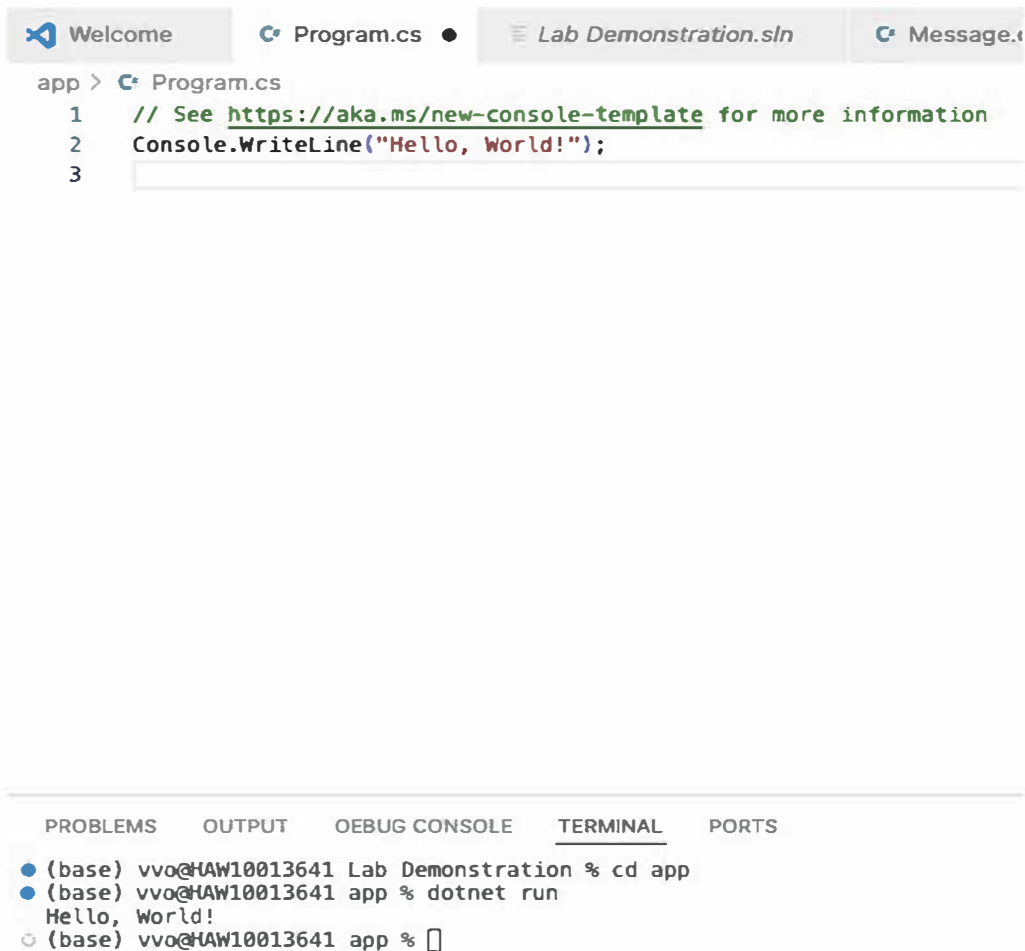 Welcome
Program.cs
Lab Demonstration.sln
Message.
app > Program.cs
1 // See https://aka.ms/new-console-template for more information
2 Console.WriteLine("Hello, World!");
3
PROBLEMS OUTPUT OEBUG CONSOLE TERMINAL PORTS
(base) vvo@HAW10013641 Lab Demonstration % cd app
(base) vvo@HAW10013641 app % dotnet run
Hello, World!
(base) vvo@HAW10013641 app %